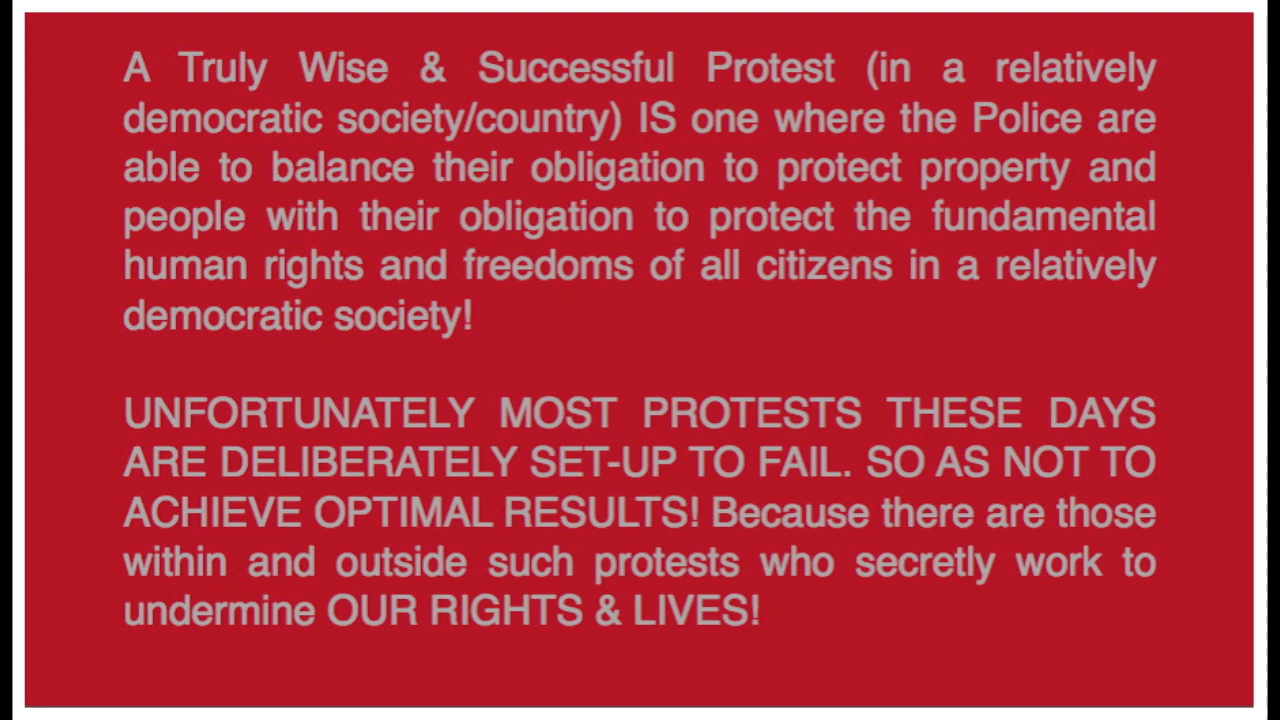 A Truly Wise & Successful Protest (in a relatively
democratic society/country) IS one where the Police are
able to balance their obligation to protect property and
people with their obligation to protect the fundamental
human rights and freedoms of all citizens in a relatively
democratic society!
UNFORTUNATELY MOST PROTESTS THESE DAYS
ARE DELIBERATELY SET-UP TO FAIL. SO AS NOT TO
ACHIEVE OPTIMAL RESULTS! Because there are those
within and outside such protests who secretly work to
undermine OUR RIGHTS & LIVES!